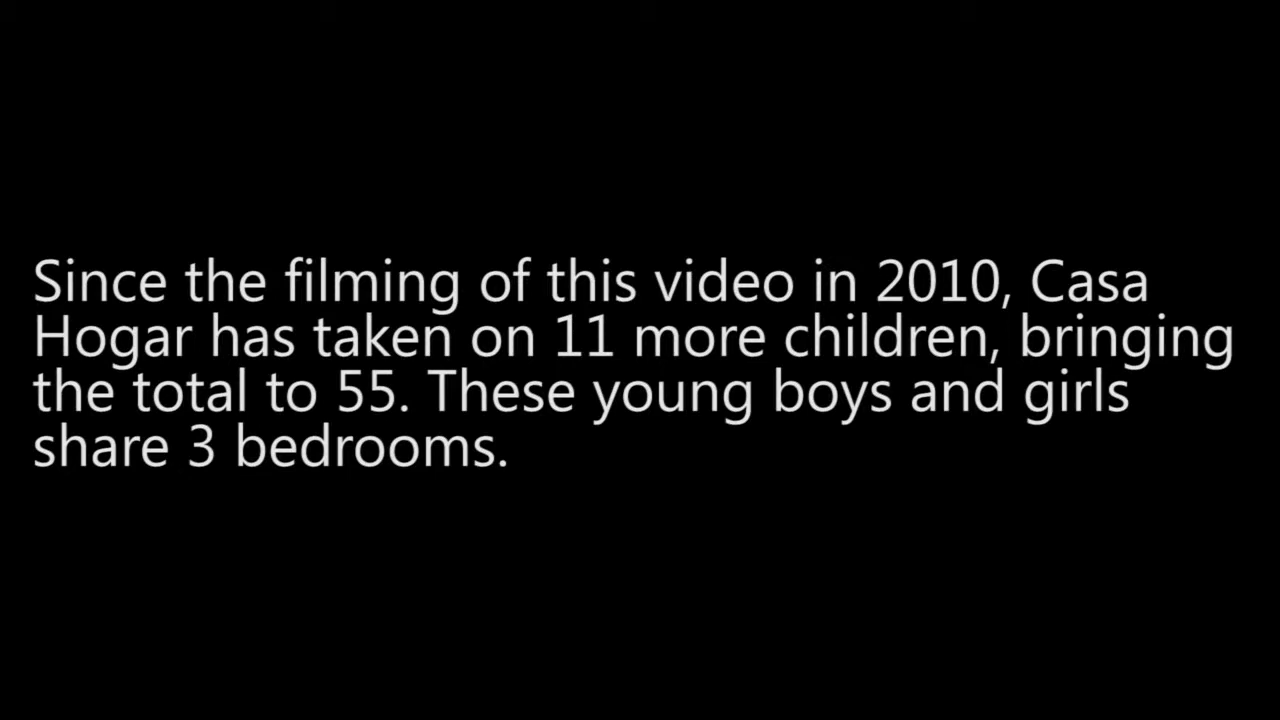 Since the filming of this video in 2010, Casa
Hogar has taken on 11 more children, bringing
the total to 55. These young boys and girls
share 3 bedrooms.